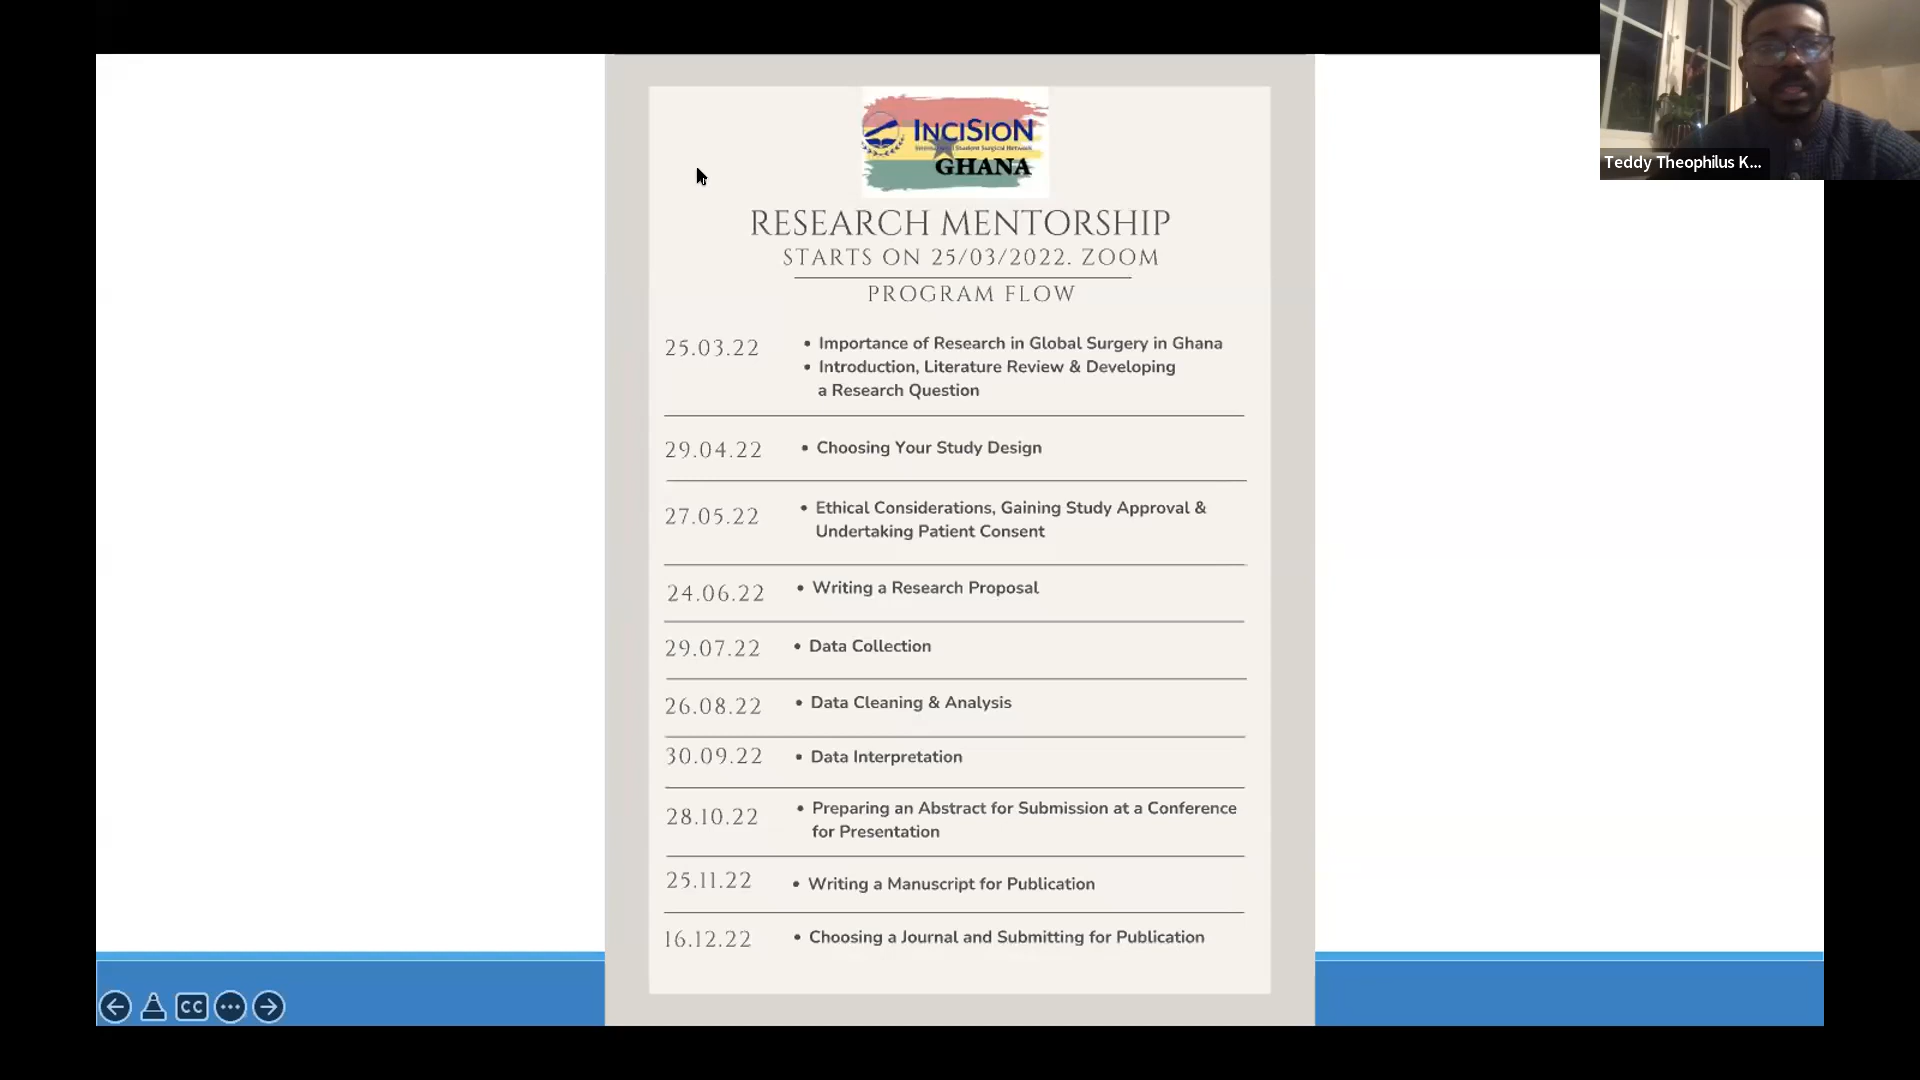 INCISION
International Student Surgical Network
GHANA
Teddy Theophilus K...
RESEARCH MENTORSHIP
STARTS ON 25/03/2022. ZOOM
PROGRAM FLOW
25.03.22
• Importance of Research in Global Surgery in Ghana
• Introduction, Literature Review & Developing
a Research Question
29.04.22
• Choosing Your Study Design
27.05.22
• Ethical Considerations, Gaining Study Approval &
Undertaking Patient Consent
24.06.22
• Writing a Research Proposal
29.07.22
• Data Collection
26.08.22
• Data Cleaning & Analysis
30.09.22
• Data Interpretation
28.10.22
• Preparing an Abstract for Submission at a Conference
for Presentation
25.11.22
• Writing a Manuscript for Publication
16.12.22
• Choosing a Journal and Submitting for Publication
CC